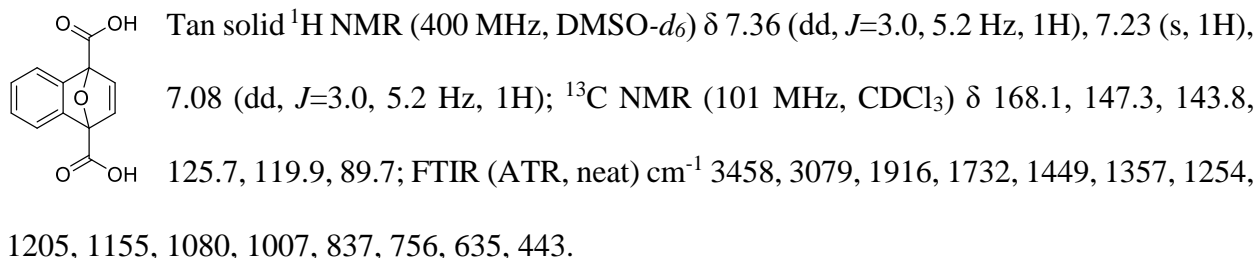 O OH Tan solid ¹H NMR (400 MHz, DMSO-d₆) δ 7.36 (dd, J=3.0, 5.2 Hz, 1H), 7.23 (s, 1H),
O 7.08 (dd, J=3.0, 5.2 Hz, 1H); ¹³C NMR (101 MHz, CDCl₃) δ 168.1, 147.3, 143.8,
O OH 125.7, 119.9, 89.7; FTIR (ATR, neat) cm⁻¹ 3458, 3079, 1916, 1732, 1449, 1357, 1254,
1205, 1155, 1080, 1007, 837, 756, 635, 443.